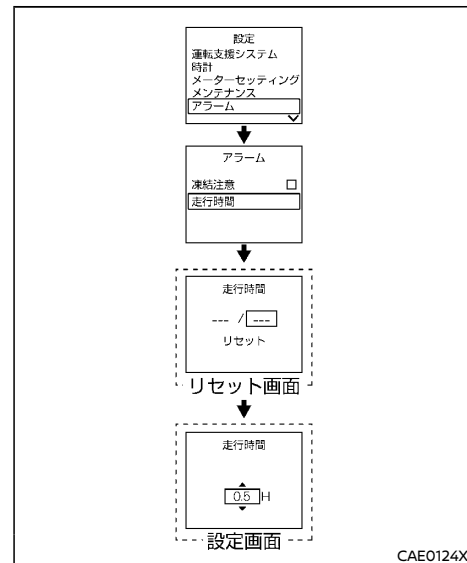 設定
運転支援システム
時計
メーターセッティング
メンテナンス
アラーム
アラーム
凍結注意 □
走行時間
走行時間
--- / ---
リセット
リセット画面
走行時間
0.5 H
設定画面
CAE0124X